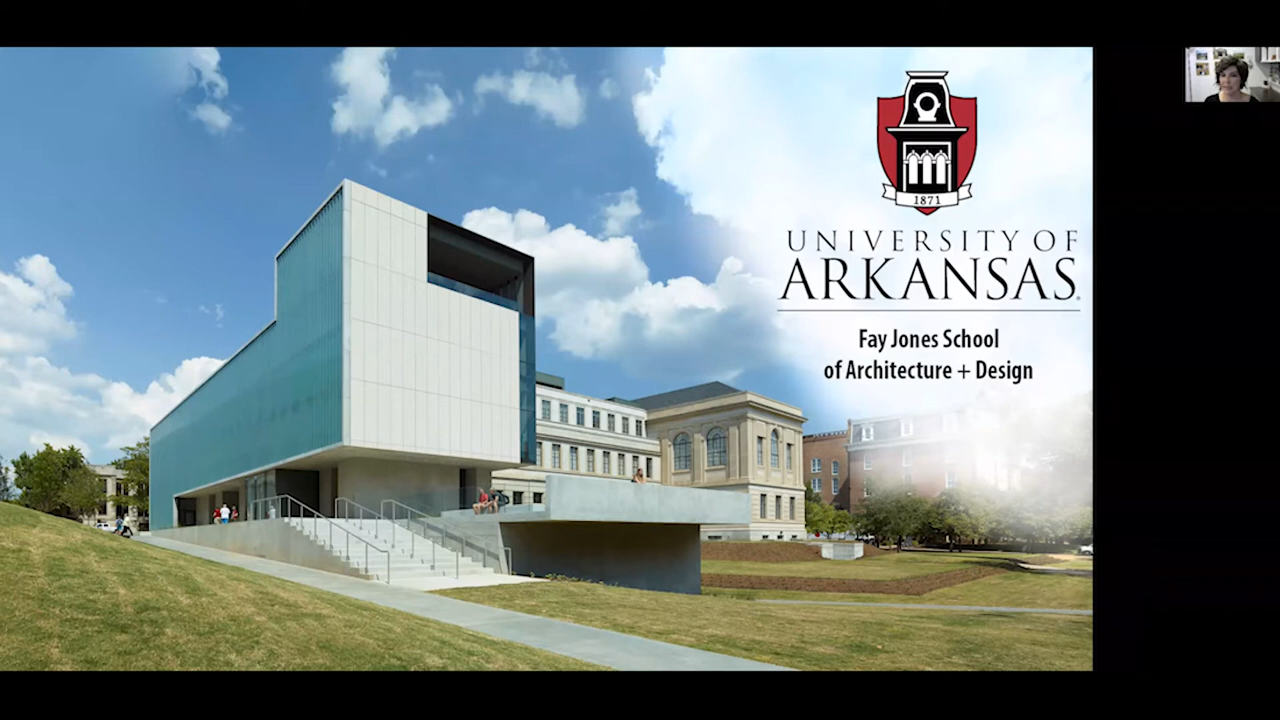 1871
UNIVERSITY OF
ARKANSAS®
Fay Jones School
of Architecture + Design